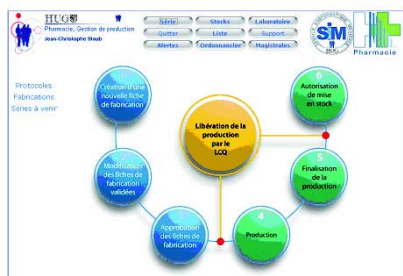 HUG
Pharmacie, Gestion de production
Jean-Christophe Staub
Série
Stocks
Laboratoire
Quitter
Liste
Support
Alertes
Ordonnancier
Magistrales
SM
Pharmacie
Protocoles
Fabrications
Séries à venir
1
Création d'une
nouvelle fiche
de fabrication
2
Modification
des fiches de
fabrication
validées
3
Approbation
des fiches de
fabrication
Libération de la
production
par le
LCQ
4
Production
5
Finalisation
de la
production
6
Autorisation
de mise
en stock